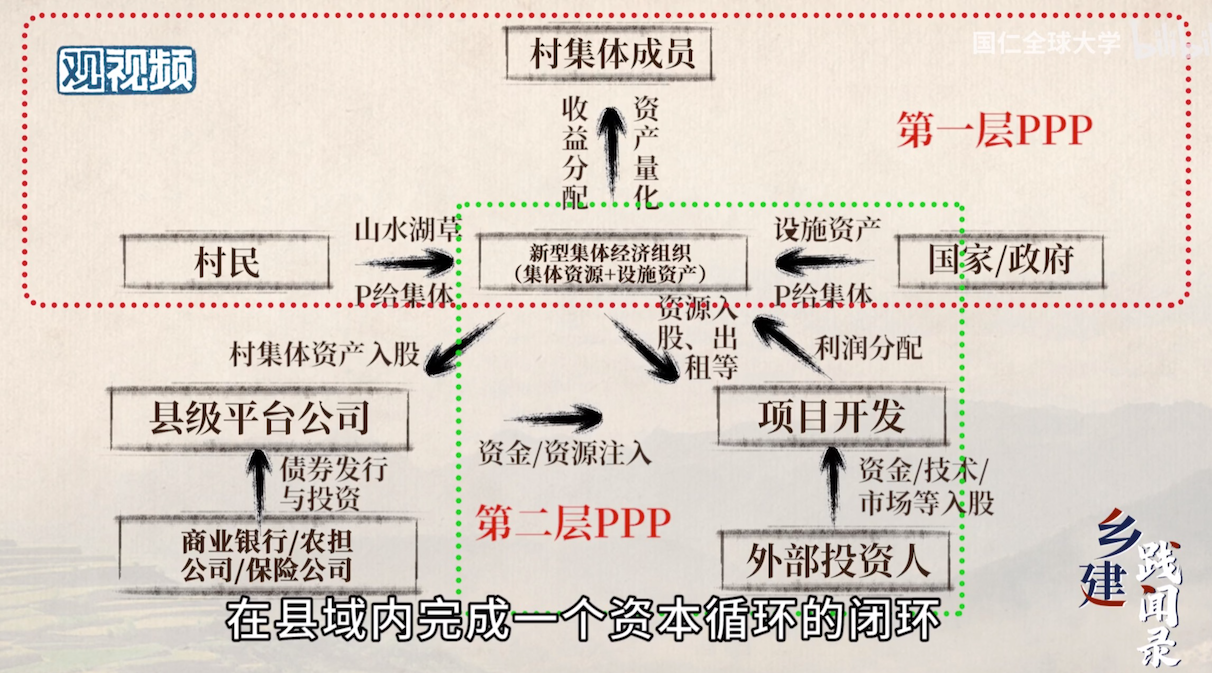 观视频
国仁全球大学
村集体成员
收益分配
资产量化
第一层PPP
村民
山水湖草
P给集体
新型集体经济组织
（集体资源+设施资产）
设施资产
P给集体
国家/政府
村集体资产入股
资源入
股、出
租等
利润分配
县级平台公司
资金/资源注入
项目开发
债券发行
与投资
第二层PPP
资金/技术/
市场等入股
商业银行/农担
公司/保险公司
外部投资人
乡建
践闻录
在县域内完成一个资本循环的闭环